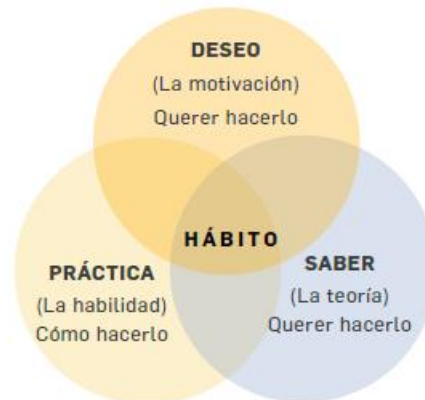 DESEO
(La motivación)
Querer hacerlo
HÁBITO
PRÁCTICA
(La habilidad)
Cómo hacerlo
SABER
(La teoría)
Querer hacerlo